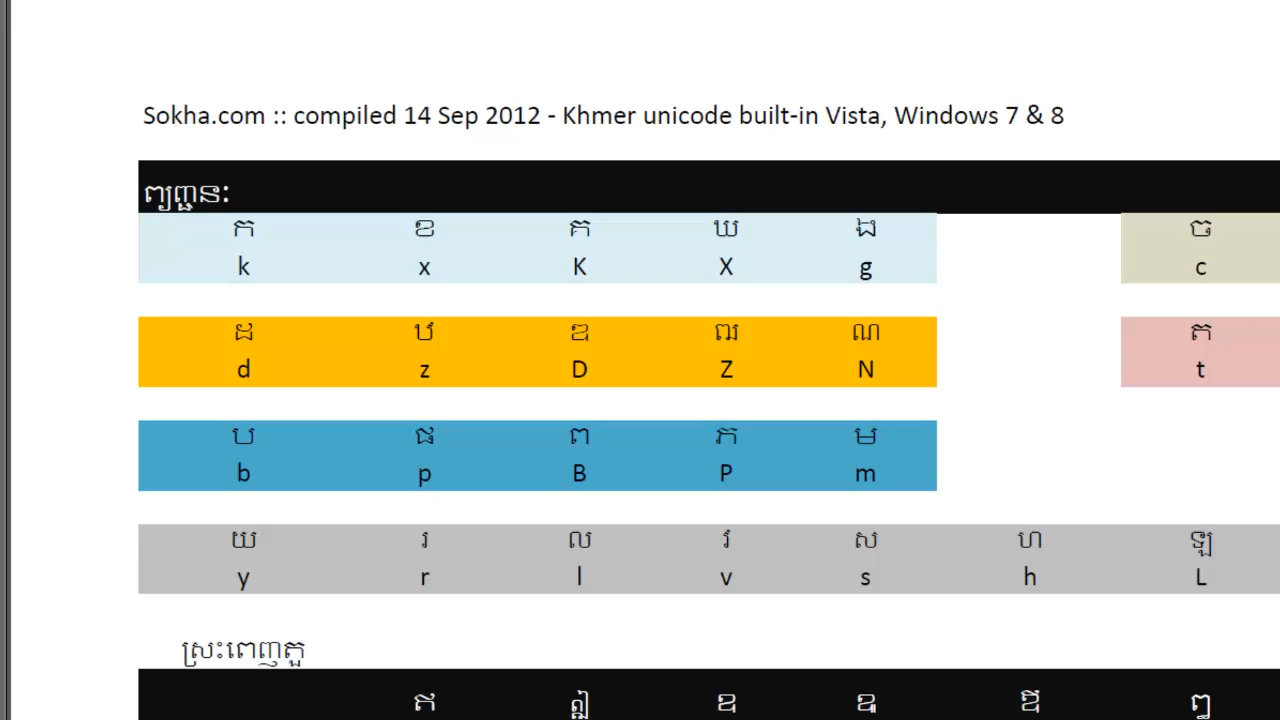 Sokha.com :: compiled 14 Sep 2012 - Khmer unicode built-in Vista, Windows 7 & 8
ព្យញ្ជនៈ
ក ខ គ ឃ ង ច
k x K X g c
ដ ឋ ឌ ឍ ណ ត
d z D Z N t
ប ផ ព ភ ម
b p B P m
យ រ ល វ ស ហ ឡ
y r l v s h L
ស្រះពេញតួ
ឥ ឦ ឧ ឩ ឪ ឫ